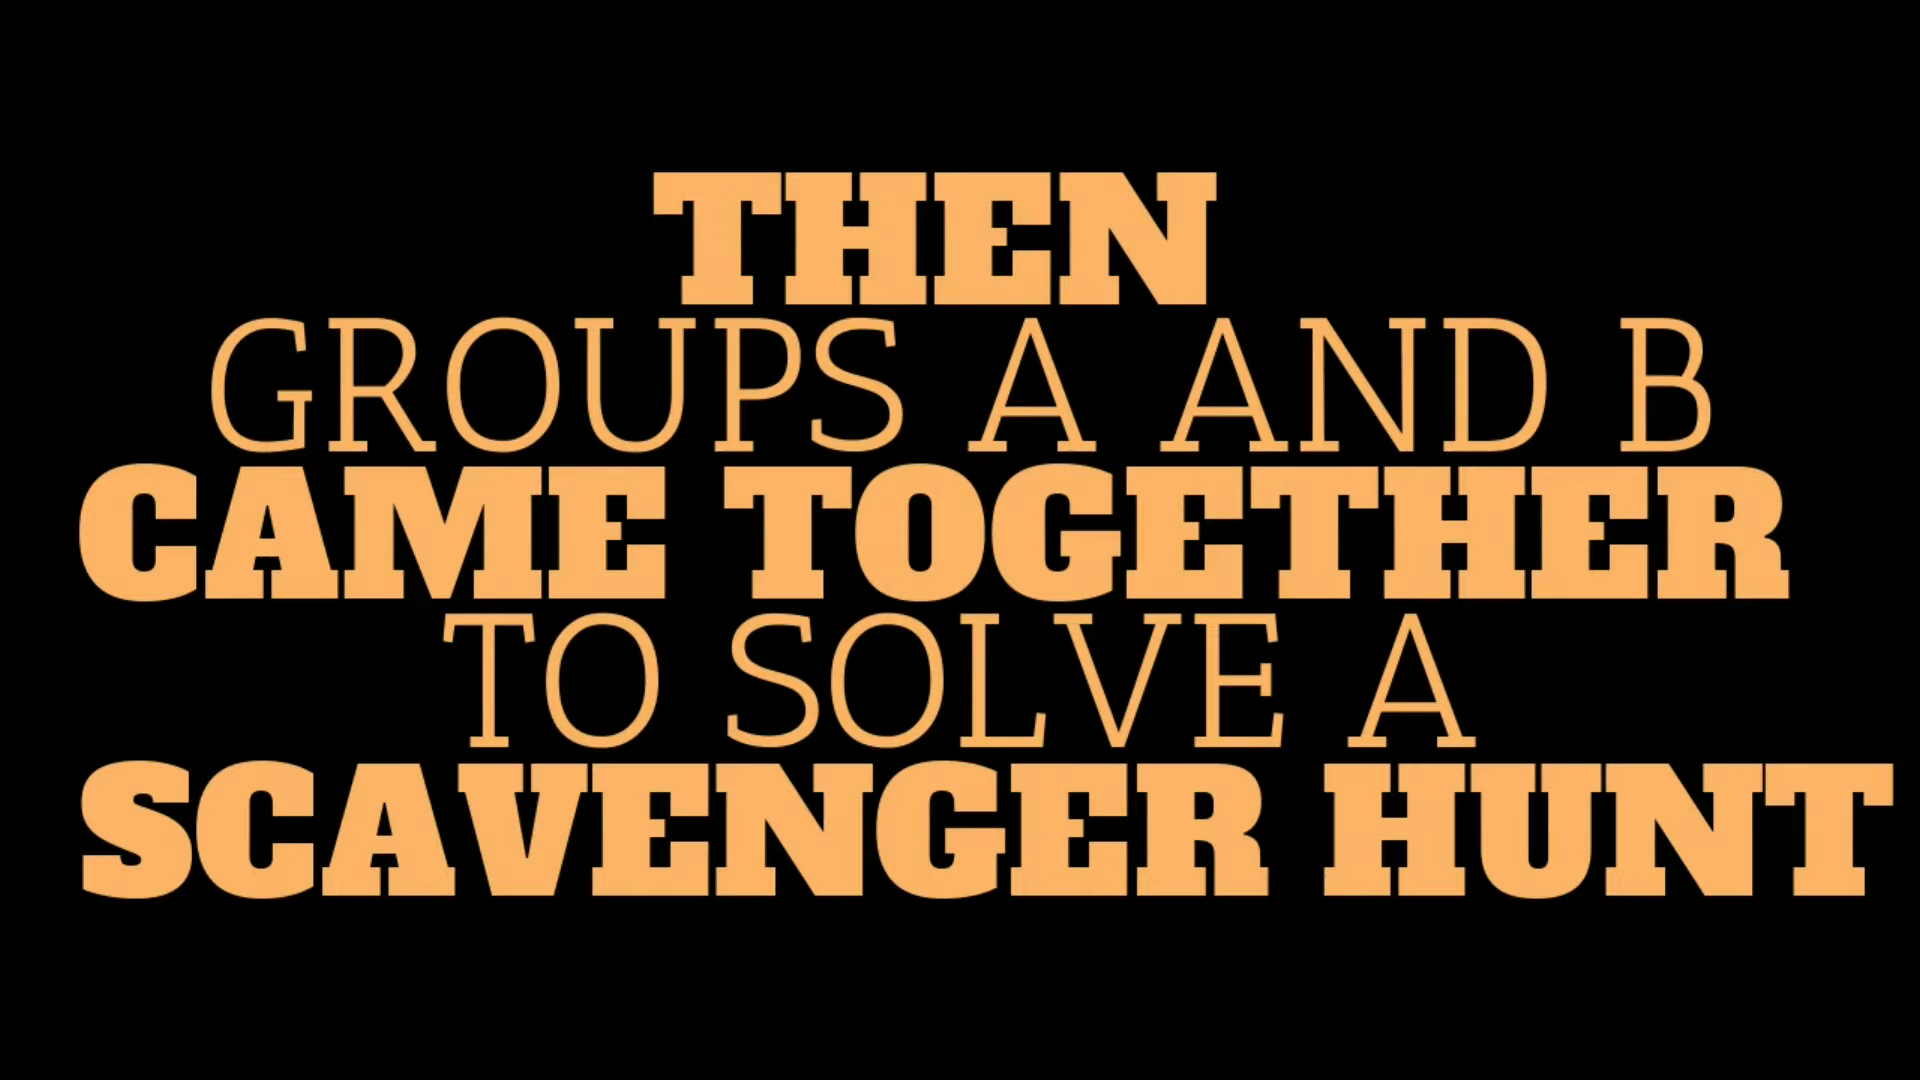 THEN
GROUPS A AND B
CAME TOGETHER
TO SOLVE A
SCAVENGER HUNT